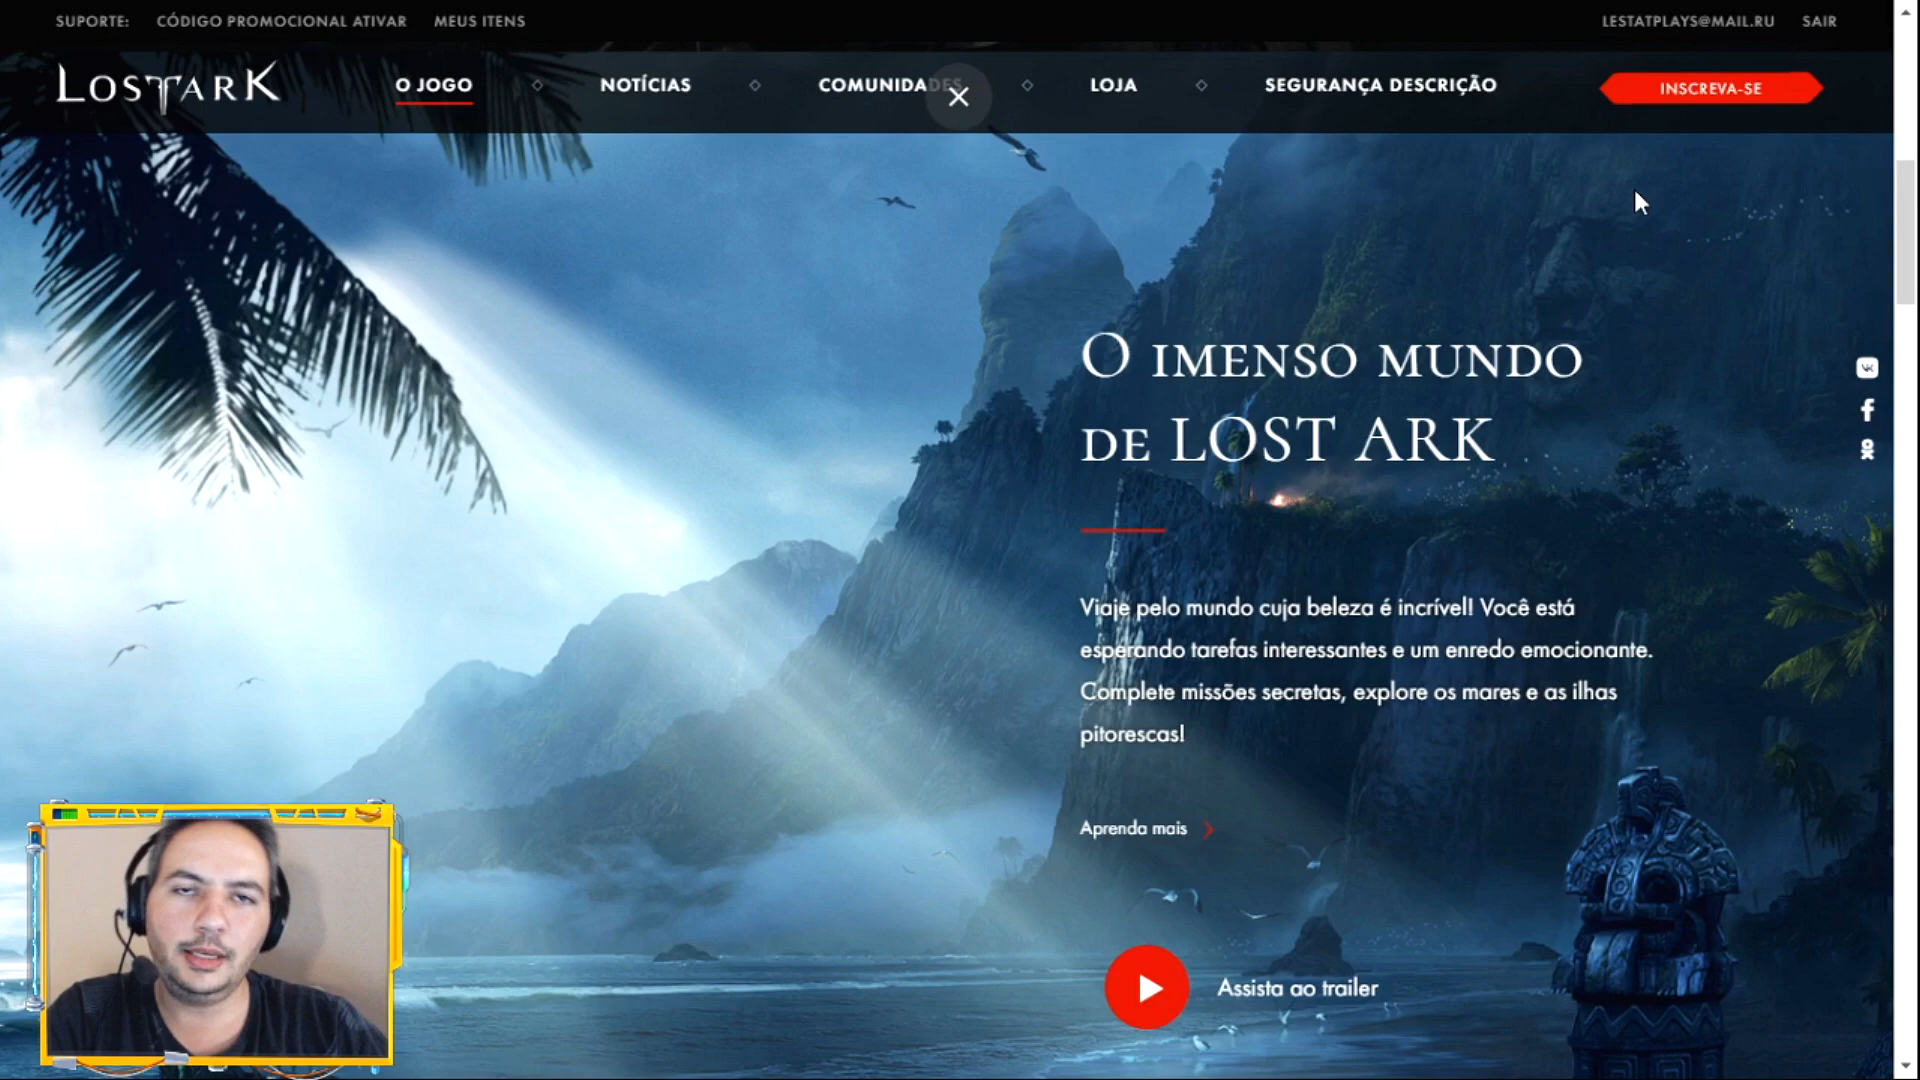 SUPORTE: CÓDIGO PROMOCIONAL ATIVAR MEUS ITENS LESTATPLAYS@MAIL.RU SAIR
LOSTARK O JOGO NOTÍCIAS COMUNIDADES LOJA SEGURANÇA DESCRIÇÃO INSCREVA-SE
O IMENSO MUNDO
DE LOST ARK
Viaje pelo mundo cuja beleza é incrível! Você está
esperando tarefas interessantes e um enredo emocionante.
Complete missões secretas, explore os mares e as ilhas
pitorescas!
Aprenda mais
Assista ao trailer